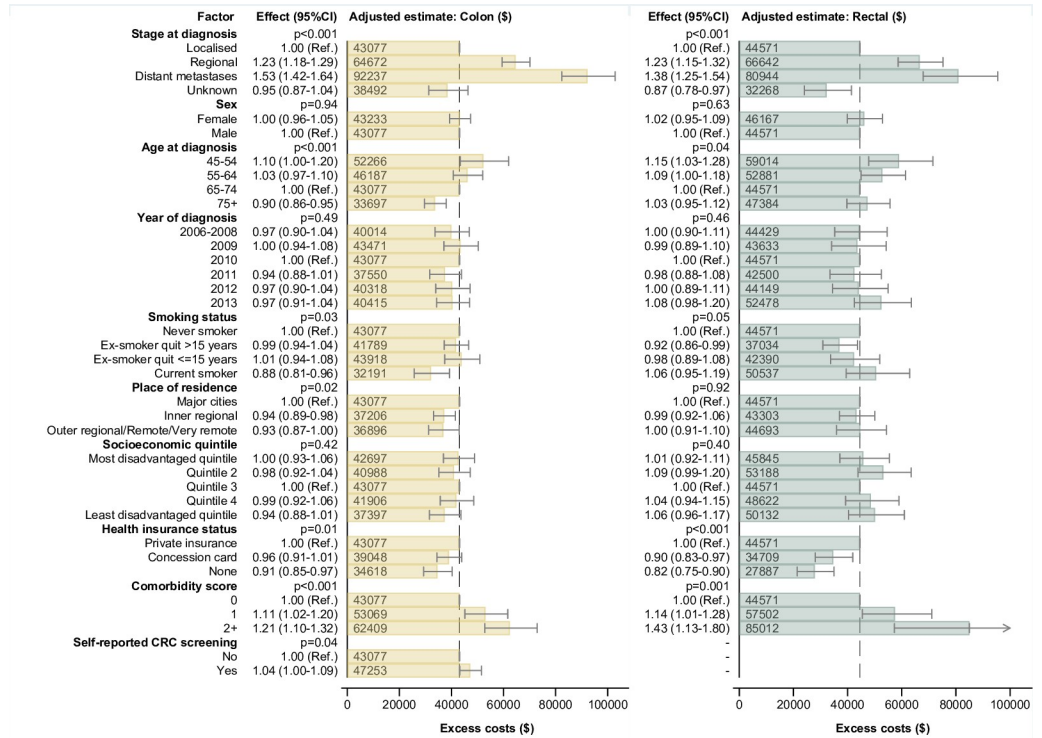 Factor Effect (95%CI) Adjusted estimate: Colon ($) Effect (95%CI) Adjusted estimate: Rectal ($)
Stage at diagnosis p<0.001 p<0.001
Localised 1.00 (Ref.) 43077 1.00 (Ref.) 44571
Regional 1.23 (1.18-1.29) 64672 1.23 (1.15-1.32) 66642
Distant metastases 1.53 (1.42-1.64) 92237 1.38 (1.25-1.54) 80944
Unknown 0.95 (0.87-1.04) 38492 0.87 (0.78-0.97) 32268
Sex p=0.94 p=0.63
Female 1.00 (0.96-1.05) 43233 1.02 (0.95-1.09) 46167
Male 1.00 (Ref.) 43077 1.00 (Ref.) 44571
Age at diagnosis p<0.001 p=0.04
45-54 1.10 (1.00-1.20) 52266 1.15 (1.03-1.28) 59014
55-64 1.03 (0.97-1.10) 46187 1.09 (1.00-1.18) 52881
65-74 1.00 (Ref.) 43077 1.00 (Ref.) 44571
75+ 0.90 (0.86-0.95) 33697 1.03 (0.95-1.12) 47384
Year of diagnosis p=0.49 p=0.46
2006-2008 0.97 (0.90-1.04) 40014 1.00 (0.90-1.11) 44429
2009 1.00 (0.94-1.08) 43471 0.99 (0.89-1.10) 43633
2010 1.00 (Ref.) 43077 1.00 (Ref.) 44571
2011 0.94 (0.88-1.01) 37550 0.98 (0.88-1.08) 42500
2012 0.97 (0.90-1.04) 40318 1.00 (0.89-1.11) 44149
2013 0.97 (0.91-1.04) 40415 1.08 (0.98-1.20) 52478
Smoking status p=0.03 p=0.05
Never smoker 1.00 (Ref.) 43077 1.00 (Ref.) 44571
Ex-smoker quit >15 years 0.99 (0.94-1.04) 41789 0.92 (0.86-0.99) 37034
Ex-smoker quit <=15 years 1.01 (0.94-1.08) 43918 0.98 (0.89-1.08) 42390
Current smoker 0.88 (0.81-0.96) 32191 1.06 (0.95-1.19) 50537
Place of residence p=0.02 p=0.92
Major cities 1.00 (Ref.) 43077 1.00 (Ref.) 44571
Inner regional 0.94 (0.89-0.98) 37206 0.99 (0.92-1.06) 43303
Outer regional/Remote/Very remote 0.93 (0.87-1.00) 36896 1.00 (0.91-1.10) 44693
Socioeconomic quintile p=0.42 p=0.40
Most disadvantaged quintile 1.00 (0.93-1.06) 42697 1.01 (0.92-1.11) 45845
Quintile 2 0.98 (0.92-1.04) 40988 1.09 (0.99-1.20) 53188
Quintile 3 1.00 (Ref.) 43077 1.00 (Ref.) 44571
Quintile 4 0.99 (0.92-1.06) 41906 1.04 (0.94-1.15) 48622
Least disadvantaged quintile 0.94 (0.88-1.01) 37397 1.06 (0.96-1.17) 50132
Health insurance status p=0.01 p<0.001
Private insurance 1.00 (Ref.) 43077 1.00 (Ref.) 44571
Concession card 0.96 (0.91-1.01) 39048 0.90 (0.83-0.97) 34709
None 0.91 (0.85-0.97) 34618 0.82 (0.75-0.90) 27887
Comorbidity score p<0.001 p=0.001
0 1.00 (Ref.) 43077 1.00 (Ref.) 44571
1 1.11 (1.02-1.20) 53069 1.14 (1.01-1.28) 57502
2+ 1.21 (1.10-1.32) 62409 1.43 (1.13-1.80) 85012
Self-reported CRC screening p=0.04 -
No 1.00 (Ref.) 43077 -
Yes 1.04 (1.00-1.09) 47253 -
0 20000 40000 60000 80000 100000 0 20000 40000 60000 80000 100000
Excess costs ($) Excess costs ($)